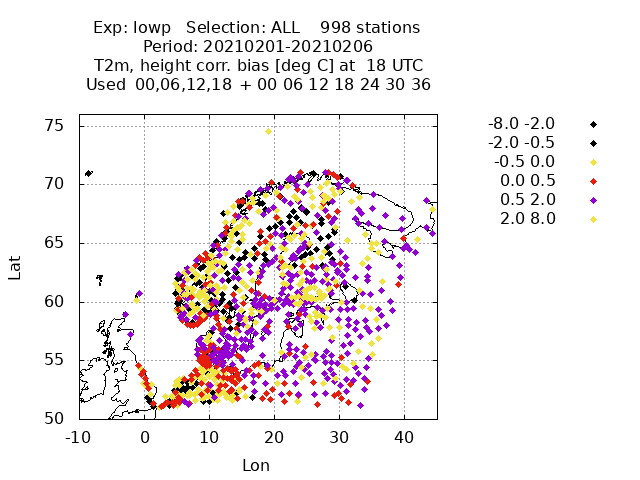 Exp: lowp Selection: ALL 998 stations
Period: 20210201-20210206
T2m, height corr. bias [deg C] at 18 UTC
Used 00,06,12,18 + 00 06 12 18 24 30 36
75
70
65
60
55
50
Lat
-10 0 10 20 30 40
Lon
-8.0 -2.0
-2.0 -0.5
-0.5 0.0
0.0 0.5
0.5 2.0
2.0 8.0